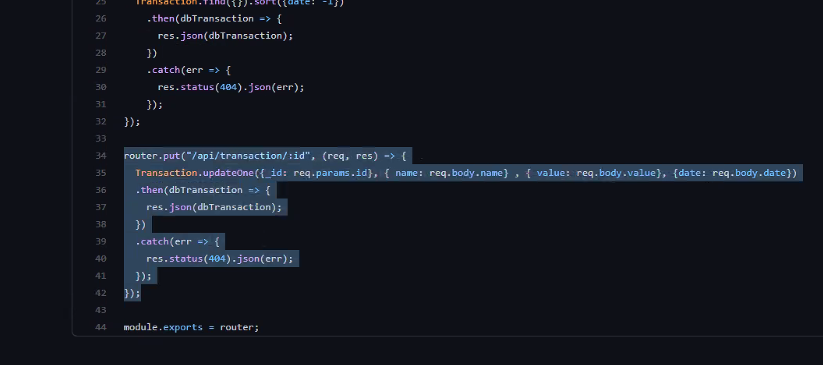 25 Transaction.find({}).sort({date: -1})
26 .then(dbTransaction => {
27 res.json(dbTransaction);
28 })
29 .catch(err => {
30 res.status(404).json(err);
31 });
32 });
33
34 router.put("/api/transaction/:id", (req, res) => {
35 Transaction.updateOne({_id: req.params.id}, { name: req.body.name} , { value: req.body.value}, {date: req.body.date})
36 .then(dbTransaction => {
37 res.json(dbTransaction);
38 })
39 .catch(err => {
40 res.status(404).json(err);
41 });
42 });
43
44 module.exports = router;